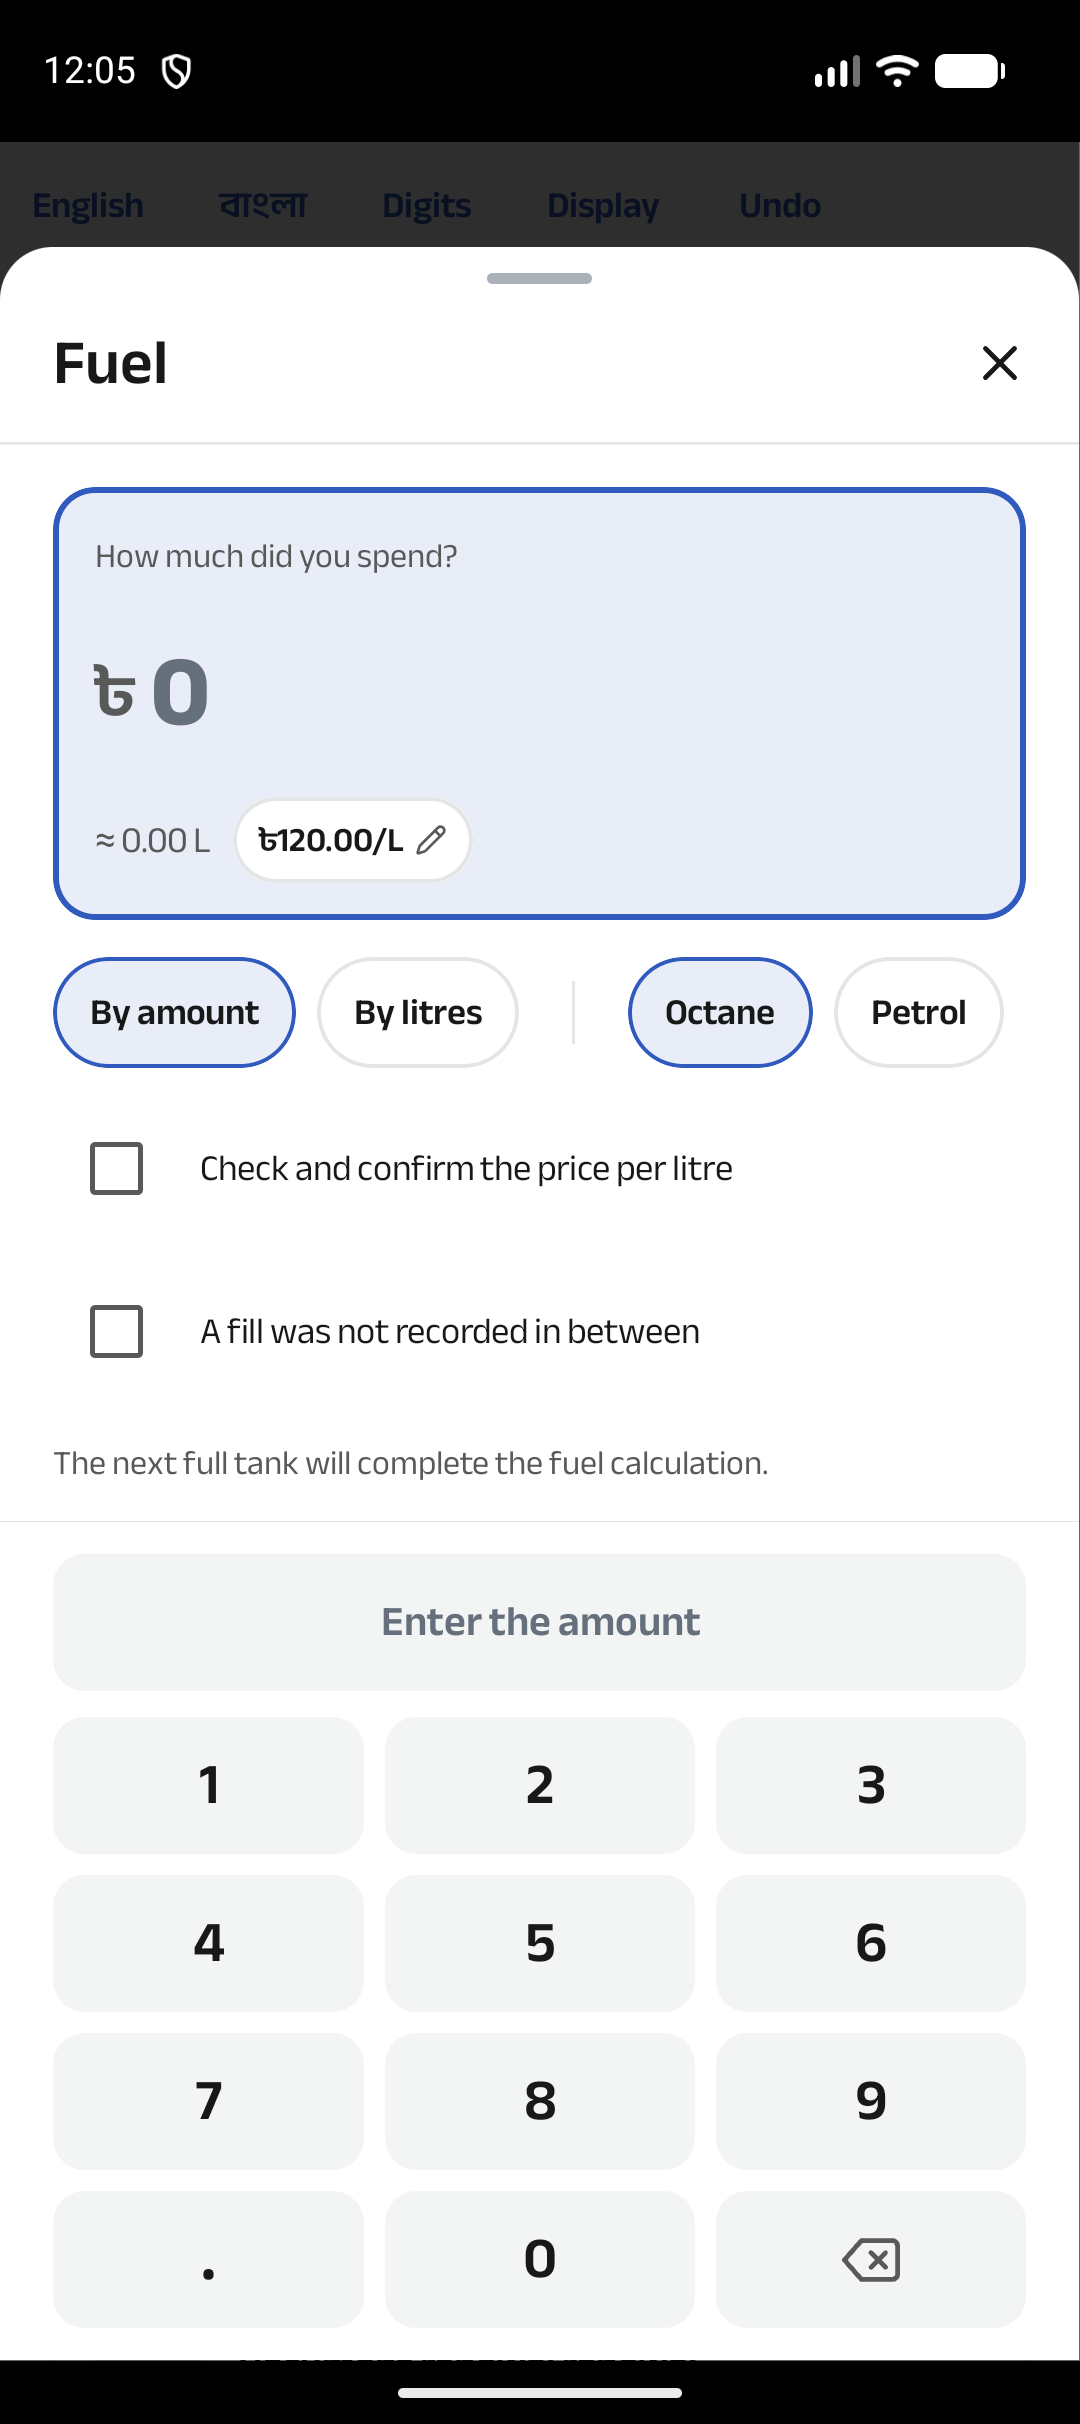 12:05
English বাংলা Digits Display Undo
Fuel
How much did you spend?
৳ 0
≈ 0.00 L ৳120.00/L
By amount By litres Octane Petrol
Check and confirm the price per litre
A fill was not recorded in between
The next full tank will complete the fuel calculation.
Enter the amount
1 2 3
4 5 6
7 8 9
. 0